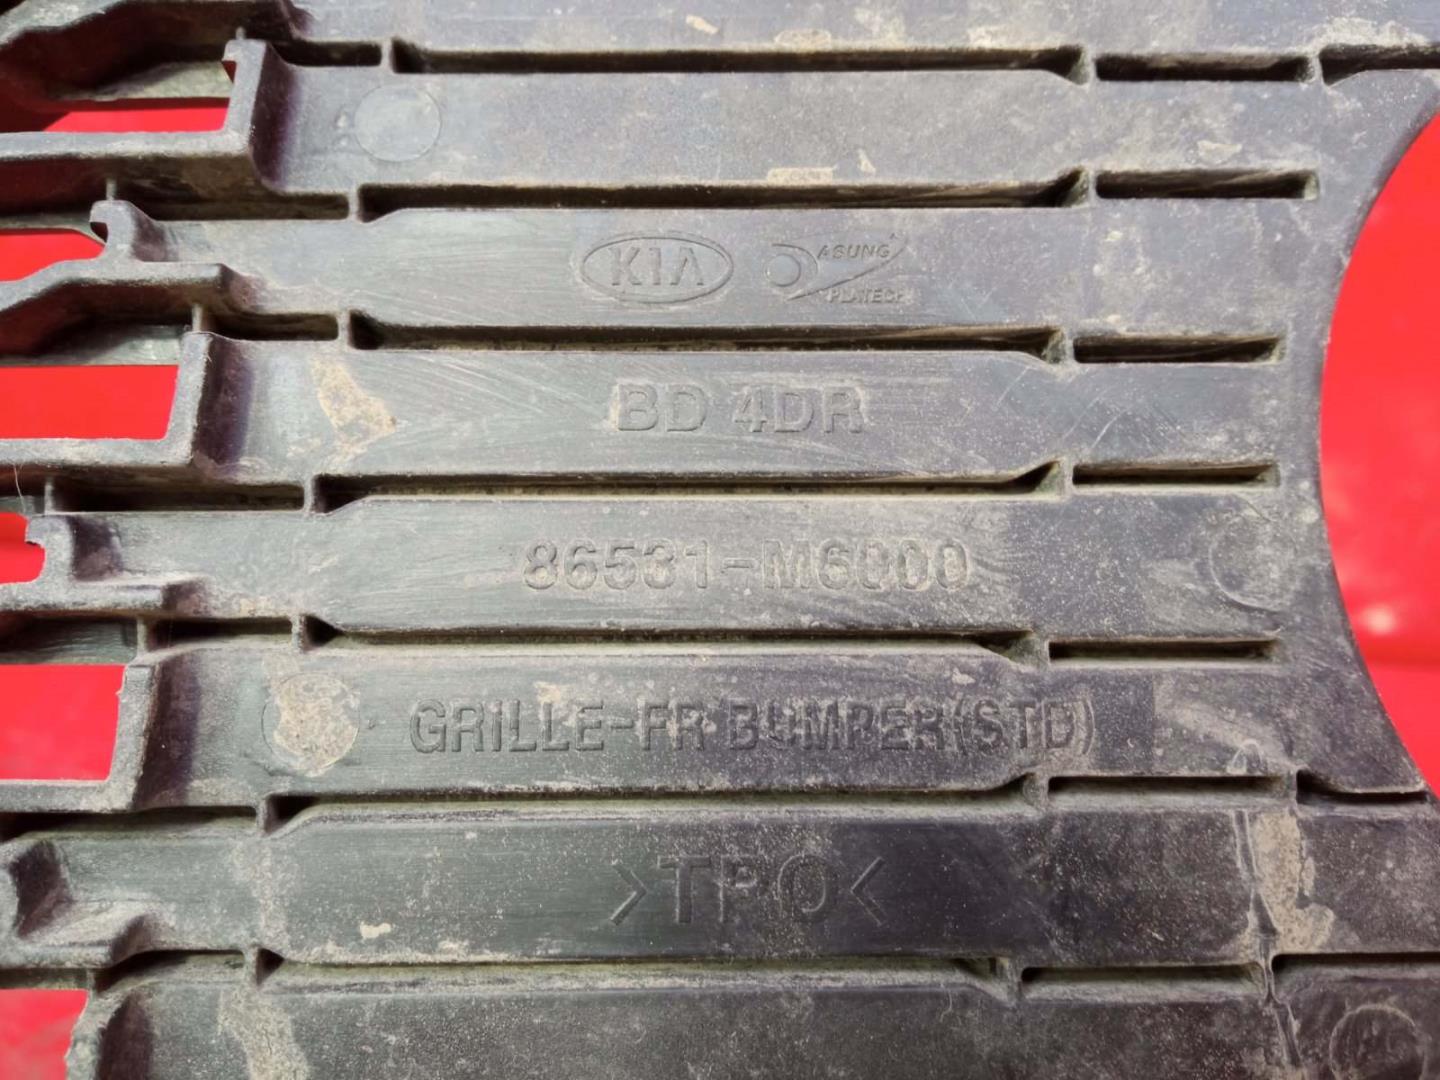 KIA ASUNG PLATECH
BD 4DR
86531-M6000
GRILLE-FR BUMPER(STD)
>TPO<